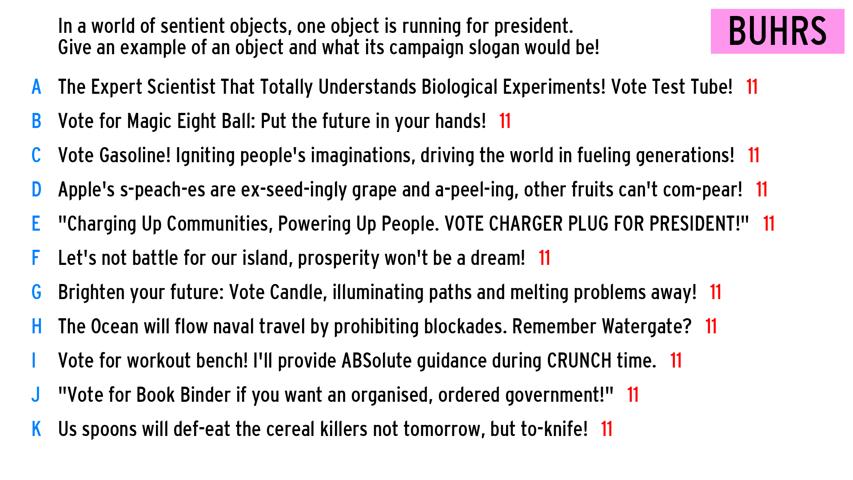 In a world of sentient objects, one object is running for president.
Give an example of an object and what its campaign slogan would be!
BUHRS
A The Expert Scientist That Totally Understands Biological Experiments! Vote Test Tube! 11
B Vote for Magic Eight Ball: Put the future in your hands! 11
C Vote Gasoline! Igniting people's imaginations, driving the world in fueling generations! 11
D Apple's s-peach-es are ex-seed-ingly grape and a-peel-ing, other fruits can't com-pear! 11
E "Charging Up Communities, Powering Up People. VOTE CHARGER PLUG FOR PRESIDENT!" 11
F Let's not battle for our island, prosperity won't be a dream! 11
G Brighten your future: Vote Candle, illuminating paths and melting problems away! 11
H The Ocean will flow naval travel by prohibiting blockades. Remember Watergate? 11
I Vote for workout bench! I'll provide ABSolute guidance during CRUNCH time. 11
J "Vote for Book Binder if you want an organised, ordered government!" 11
K Us spoons will def-eat the cereal killers not tomorrow, but to-knife! 11